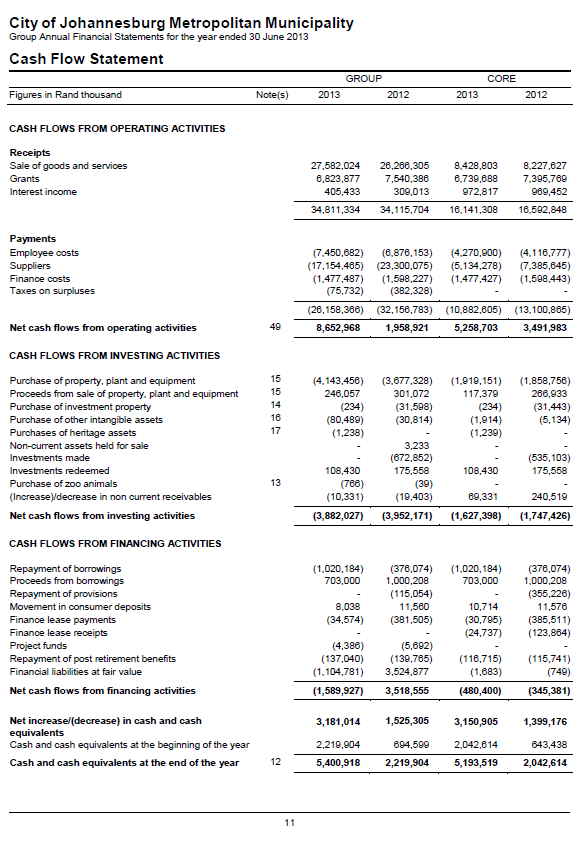 City of Johannesburg Metropolitan Municipality
Group Annual Financial Statements for the year ended 30 June 2013
Cash Flow Statement
GROUP CORE
Figures in Rand thousand Note(s) 2013 2012 2013 2012
CASH FLOWS FROM OPERATING ACTIVITIES
Receipts
Sale of goods and services 27,582,024 26,266,305 8,428,803 8,227,627
Grants 6,823,877 7,540,386 6,739,688 7,395,769
Interest income 405,433 309,013 972,817 969,452
34,811,334 34,115,704 16,141,308 16,592,848
Payments
Employee costs (7,450,682) (6,876,153) (4,270,900) (4,116,777)
Suppliers (17,154,465) (23,300,075) (5,134,278) (7,385,645)
Finance costs (1,477,487) (1,598,227) (1,477,427) (1,598,443)
Taxes on surpluses (75,732) (382,328) - -
(26,158,366) (32,156,783) (10,882,605) (13,100,865)
Net cash flows from operating activities 49 8,652,968 1,958,921 5,258,703 3,491,983
CASH FLOWS FROM INVESTING ACTIVITIES
Purchase of property, plant and equipment 15 (4,143,456) (3,677,328) (1,919,151) (1,858,756)
Proceeds from sale of property, plant and equipment 15 246,057 301,072 117,379 266,933
Purchase of investment property 14 (234) (31,598) (234) (31,443)
Purchase of other intangible assets 16 (80,489) (30,814) (1,914) (5,134)
Purchases of heritage assets 17 (1,238) - (1,239) -
Non-current assets held for sale - 3,233 - -
Investments made - (672,852) - (535,103)
Investments redeemed 108,430 175,558 108,430 175,558
Purchase of zoo animals 13 (766) (39) - -
(Increase)/decrease in non current receivables (10,331) (19,403) 69,331 240,519
Net cash flows from investing activities (3,882,027) (3,952,171) (1,627,398) (1,747,426)
CASH FLOWS FROM FINANCING ACTIVITIES
Repayment of borrowings (1,020,184) (376,074) (1,020,184) (376,074)
Proceeds from borrowings 703,000 1,000,208 703,000 1,000,208
Repayment of provisions - (115,054) - (355,226)
Movement in consumer deposits 8,038 11,560 10,714 11,576
Finance lease payments (34,574) (381,505) (30,795) (385,511)
Finance lease receipts - - (24,737) (123,864)
Project funds (4,386) (5,692) - -
Repayment of post retirement benefits (137,040) (139,765) (116,715) (115,741)
Financial liabilities at fair value (1,104,781) 3,524,877 (1,683) (749)
Net cash flows from financing activities (1,589,927) 3,518,555 (480,400) (345,381)
Net increase/(decrease) in cash and cash 3,181,014 1,525,305 3,150,905 1,399,176
equivalents
Cash and cash equivalents at the beginning of the year 2,219,904 694,599 2,042,614 643,438
Cash and cash equivalents at the end of the year 12 5,400,918 2,219,904 5,193,519 2,042,614
11